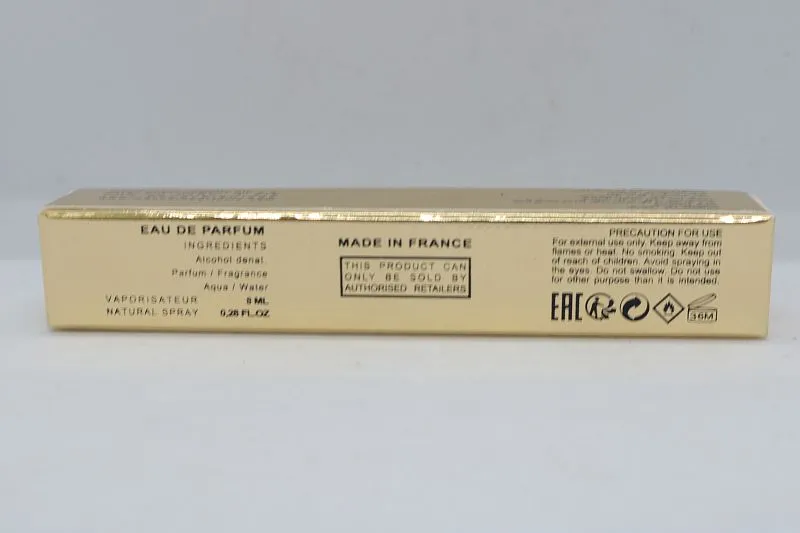 EAU DE PARFUM
INGREDIENTS
Alcohol denat.
Parfum / Fragrance
Aqua / Water
VAPORISATEUR 8 ML
NATURAL SPRAY 0,28 FL.OZ
MADE IN FRANCE
THIS PRODUCT CAN
ONLY BE SOLD BY
AUTHORISED RETAILERS
PRECAUTION FOR USE
For external use only. Keep away from
flames or heat. No smoking. Keep out
of reach of children. Avoid spraying in
the eyes. Do not swallow. Do not use
for other purpose than it is intended.
EAC
36M